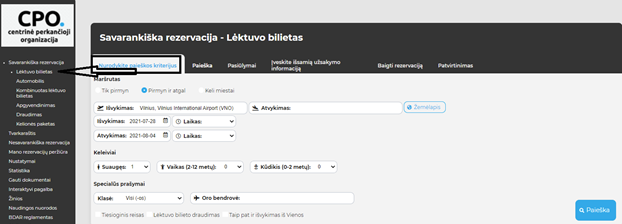 CPO.
centrinė perkančioji
organizacija
Savarankiška rezervacija
Lėktuvo bilietas
Automobilis
Kombinuotas lėktuvo
bilietas
Apgyvendinimas
Draudimas
Kelionės paketas
Tvarkaraštis
Nesavarankiška rezervacija
Mano rezervacijų peržiūra
Nustatymai
Statistika
Gauti dokumentai
Interaktyvi pagalba
Žinios
Naudingos nuorodos
BDAR reglamentas
Savarankiška rezervacija - Lėktuvo bilietas
Nurodykite paieškos kriterijus Paieška Pasiūlymai Įveskite išsamią užsakymo informaciją Baigti rezervaciją Patvirtinimas
Maršrutas
Tik pirmyn Pirmyn ir atgal Keli miestai
Išvykimas: Vilnius, Vilnius International Airport (VNO) Atvykimas: Žemėlapis
Išvykimas: 2021-07-28 Laikas:
Atvykimas: 2021-08-04 Laikas:
Keleiviai
Suaugęs: 1 Vaikas (2-12 metų): 0 Kūdikis (0-2 metų): 0
Specialūs prašymai
Klasė: Visi (-os) Oro bendrovė:
Tiesioginis reisas Lėktuvo bilieto draudimas Taip pat ir išvykimas iš Vienos
Paieška